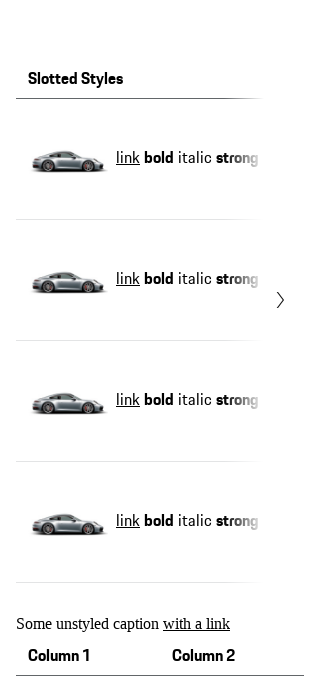 Slotted Styles
link bold italic strong
link bold italic strong
link bold italic strong
link bold italic strong
Some unstyled caption with a link
Column 1 Column 2